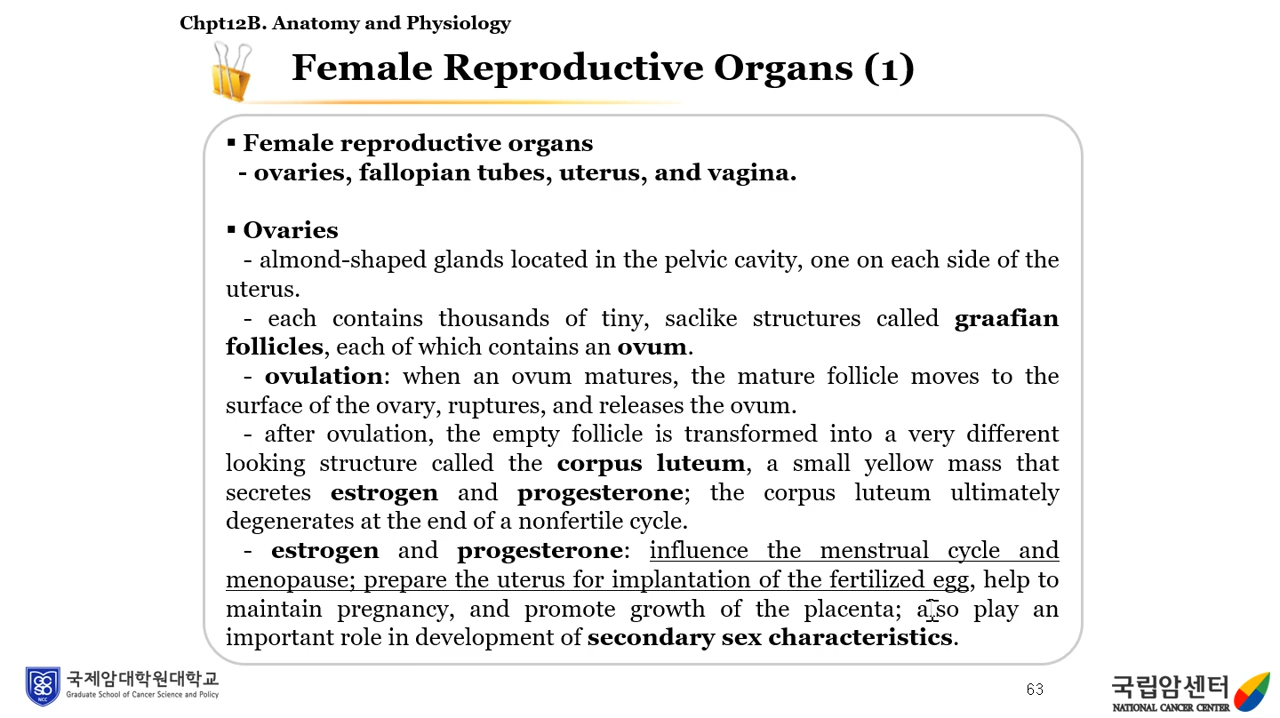 Chpt12B. Anatomy and Physiology
Female Reproductive Organs (1)
▪ Female reproductive organs
- ovaries, fallopian tubes, uterus, and vagina.
▪ Ovaries
- almond-shaped glands located in the pelvic cavity, one on each side of the
uterus.
- each contains thousands of tiny, saclike structures called graafian
follicles, each of which contains an ovum.
- ovulation: when an ovum matures, the mature follicle moves to the
surface of the ovary, ruptures, and releases the ovum.
- after ovulation, the empty follicle is transformed into a very different
looking structure called the corpus luteum, a small yellow mass that
secretes estrogen and progesterone; the corpus luteum ultimately
degenerates at the end of a nonfertile cycle.
- estrogen and progesterone: influence the menstrual cycle and
menopause; prepare the uterus for implantation of the fertilized egg, help to
maintain pregnancy, and promote growth of the placenta; also play an
important role in development of secondary sex characteristics.
NCC
국제암대학원대학교
Graduate School of Cancer Science and Policy
63
국립암센터
NATIONAL CANCER CENTER